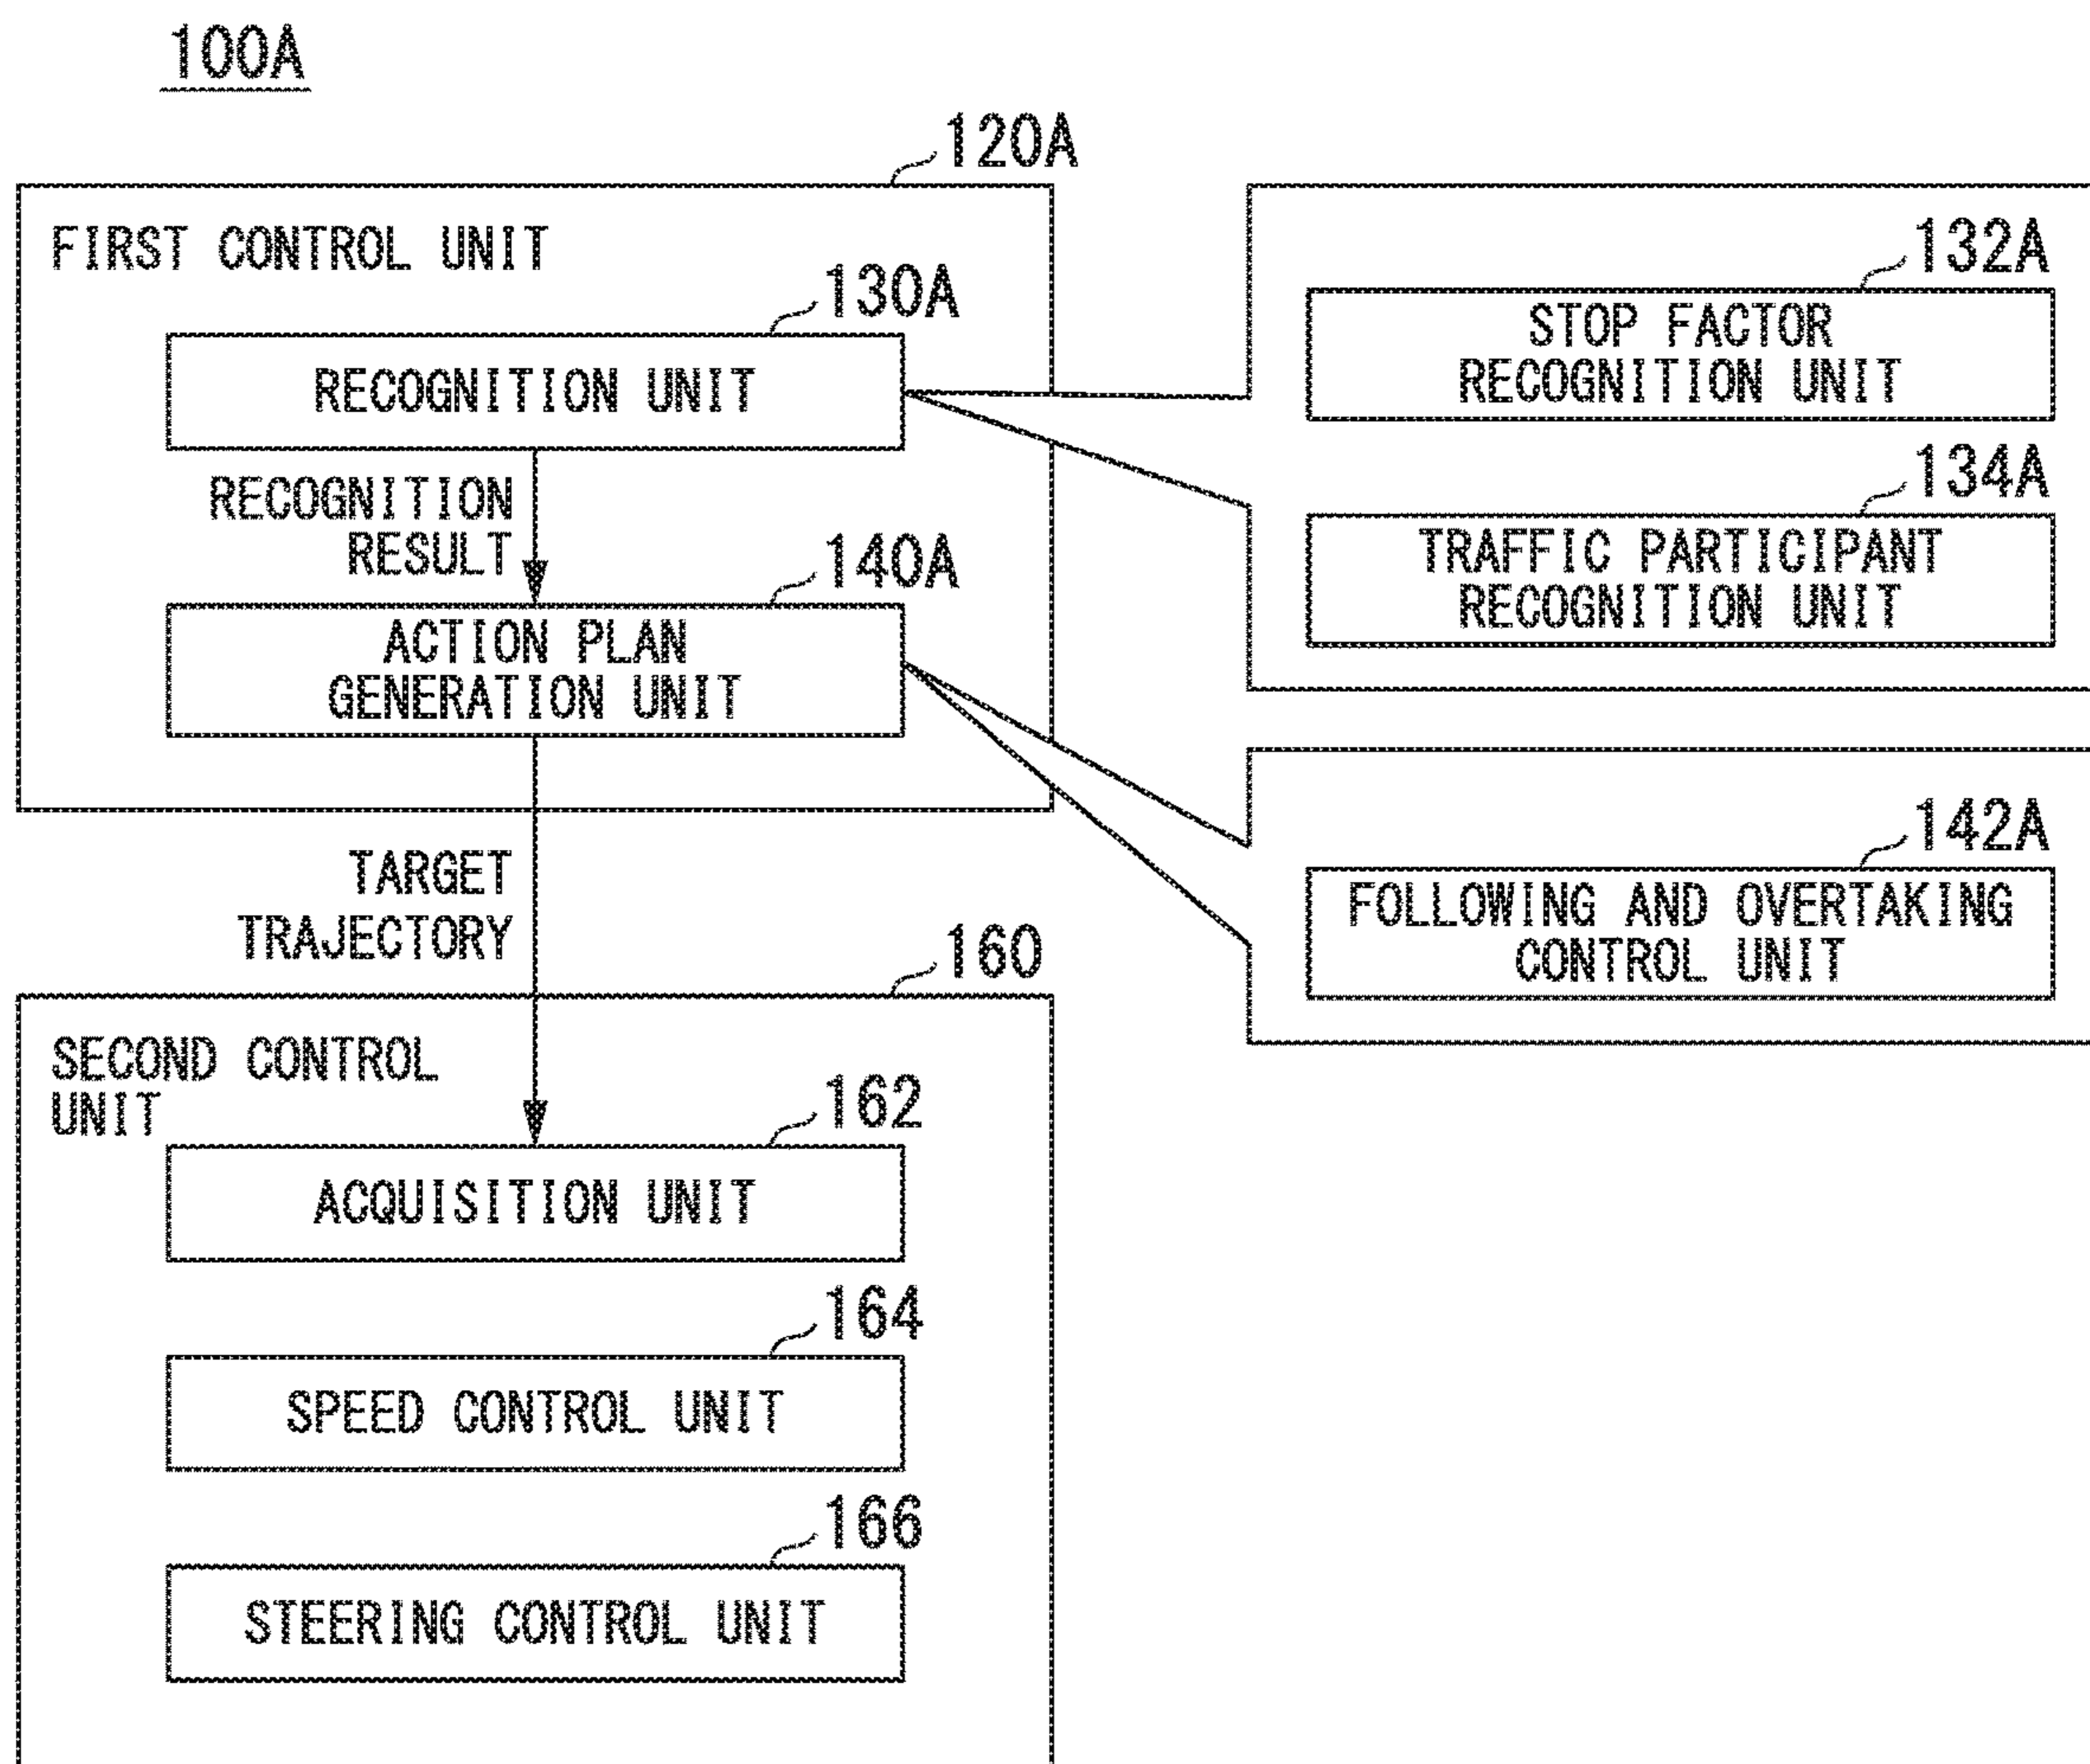 100A
120A
FIRST CONTROL UNIT
130A
RECOGNITION UNIT
RECOGNITION
RESULT
140A
ACTION PLAN
GENERATION UNIT
132A
STOP FACTOR
RECOGNITION UNIT
134A
TRAFFIC PARTICIPANT
RECOGNITION UNIT
142A
FOLLOWING AND OVERTAKING
CONTROL UNIT
TARGET
TRAJECTORY
160
SECOND CONTROL
UNIT
162
ACQUISITION UNIT
164
SPEED CONTROL UNIT
166
STEERING CONTROL UNIT